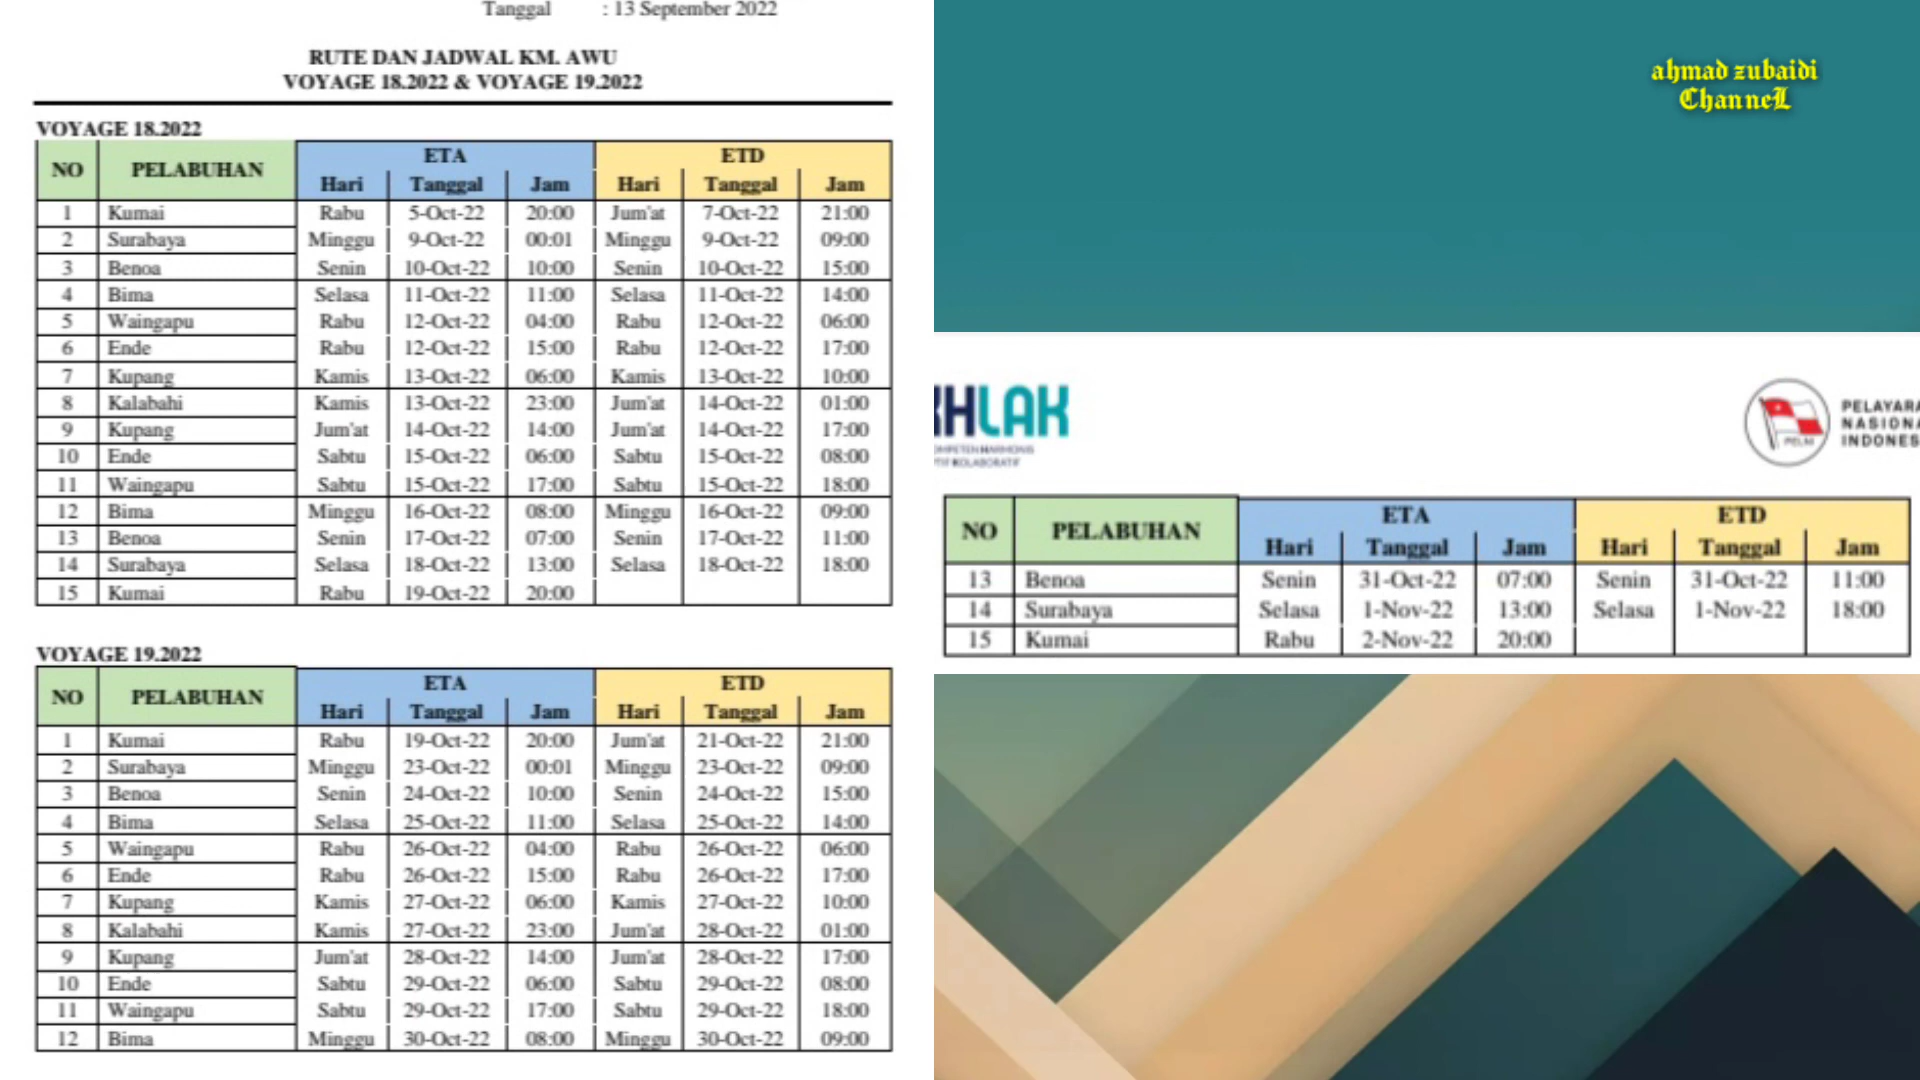 Tanggal : 13 September 2022
RUTE DAN JADWAL KM. AWU
VOYAGE 18.2022 & VOYAGE 19.2022
VOYAGE 18.2022
NO PELABUHAN ETA ETD
Hari Tanggal Jam Hari Tanggal Jam
1 Kumai Rabu 5-Oct-22 20:00 Jum'at 7-Oct-22 21:00
2 Surabaya Minggu 9-Oct-22 00:01 Minggu 9-Oct-22 09:00
3 Benoa Senin 10-Oct-22 10:00 Senin 10-Oct-22 15:00
4 Bima Selasa 11-Oct-22 11:00 Selasa 11-Oct-22 14:00
5 Waingapu Rabu 12-Oct-22 04:00 Rabu 12-Oct-22 06:00
6 Ende Rabu 12-Oct-22 15:00 Rabu 12-Oct-22 17:00
7 Kupang Kamis 13-Oct-22 06:00 Kamis 13-Oct-22 10:00
8 Kalabahi Kamis 13-Oct-22 23:00 Jum'at 14-Oct-22 01:00
9 Kupang Jum'at 14-Oct-22 14:00 Jum'at 14-Oct-22 17:00
10 Ende Sabtu 15-Oct-22 06:00 Sabtu 15-Oct-22 08:00
11 Waingapu Sabtu 15-Oct-22 17:00 Sabtu 15-Oct-22 18:00
12 Bima Minggu 16-Oct-22 08:00 Minggu 16-Oct-22 09:00
13 Benoa Senin 17-Oct-22 07:00 Senin 17-Oct-22 11:00
14 Surabaya Selasa 18-Oct-22 13:00 Selasa 18-Oct-22 18:00
15 Kumai Rabu 19-Oct-22 20:00
VOYAGE 19.2022
NO PELABUHAN ETA ETD
Hari Tanggal Jam Hari Tanggal Jam
1 Kumai Rabu 19-Oct-22 20:00 Jum'at 21-Oct-22 21:00
2 Surabaya Minggu 23-Oct-22 00:01 Minggu 23-Oct-22 09:00
3 Benoa Senin 24-Oct-22 10:00 Senin 24-Oct-22 15:00
4 Bima Selasa 25-Oct-22 11:00 Selasa 25-Oct-22 14:00
5 Waingapu Rabu 26-Oct-22 04:00 Rabu 26-Oct-22 06:00
6 Ende Rabu 26-Oct-22 15:00 Rabu 26-Oct-22 17:00
7 Kupang Kamis 27-Oct-22 06:00 Kamis 27-Oct-22 10:00
8 Kalabahi Kamis 27-Oct-22 23:00 Jum'at 28-Oct-22 01:00
9 Kupang Jum'at 28-Oct-22 14:00 Jum'at 28-Oct-22 17:00
10 Ende Sabtu 29-Oct-22 06:00 Sabtu 29-Oct-22 08:00
11 Waingapu Sabtu 29-Oct-22 17:00 Sabtu 29-Oct-22 18:00
12 Bima Minggu 30-Oct-22 08:00 Minggu 30-Oct-22 09:00
ahmad zubaidi
ChanneL
HLAK
HARMONIS
KOLABORATIF
PELNI
PELAYARA
NASIONA
INDONES
NO PELABUHAN ETA ETD
Hari Tanggal Jam Hari Tanggal Jam
13 Benoa Senin 31-Oct-22 07:00 Senin 31-Oct-22 11:00
14 Surabaya Selasa 1-Nov-22 13:00 Selasa 1-Nov-22 18:00
15 Kumai Rabu 2-Nov-22 20:00